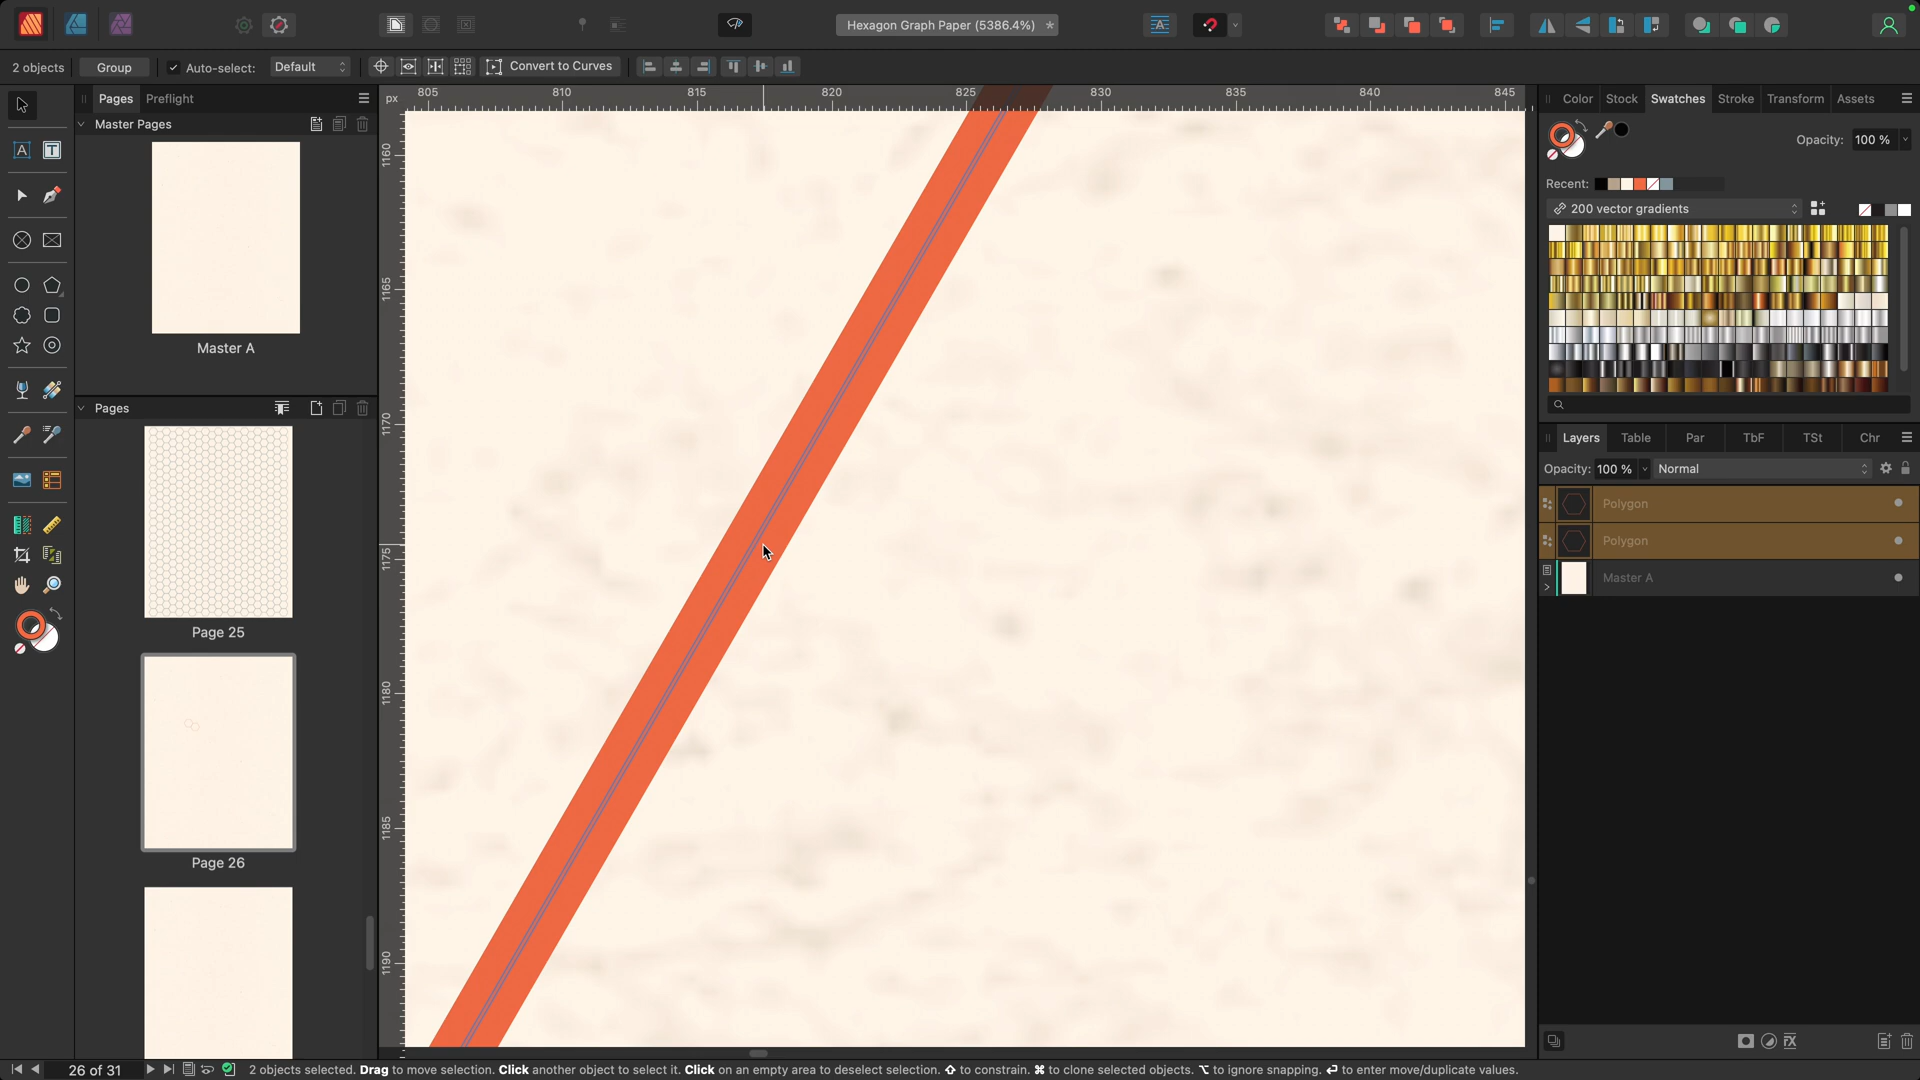 Hexagon Graph Paper (5386.4%) *
2 objects
Group
Auto-select:
Default
Convert to Curves
Pages
Preflight
Master Pages
Master A
Pages
Page 25
Page 26
px
805
810
815
820
825
830
835
840
845
1160
1165
1170
1175
1180
1185
1190
Color
Stock
Swatches
Stroke
Transform
Assets
Opacity: 100 %
Recent:
200 vector gradients
Layers
Table
Par
TbF
TSt
Chr
Opacity: 100 %
Normal
Polygon
Polygon
Master A
26 of 31
2 objects selected. Drag to move selection. Click another object to select it. Click on an empty area to deselect selection. ⇧ to constrain. ⌘ to clone selected objects. ⌥ to ignore snapping. ↵ to enter move/duplicate values.